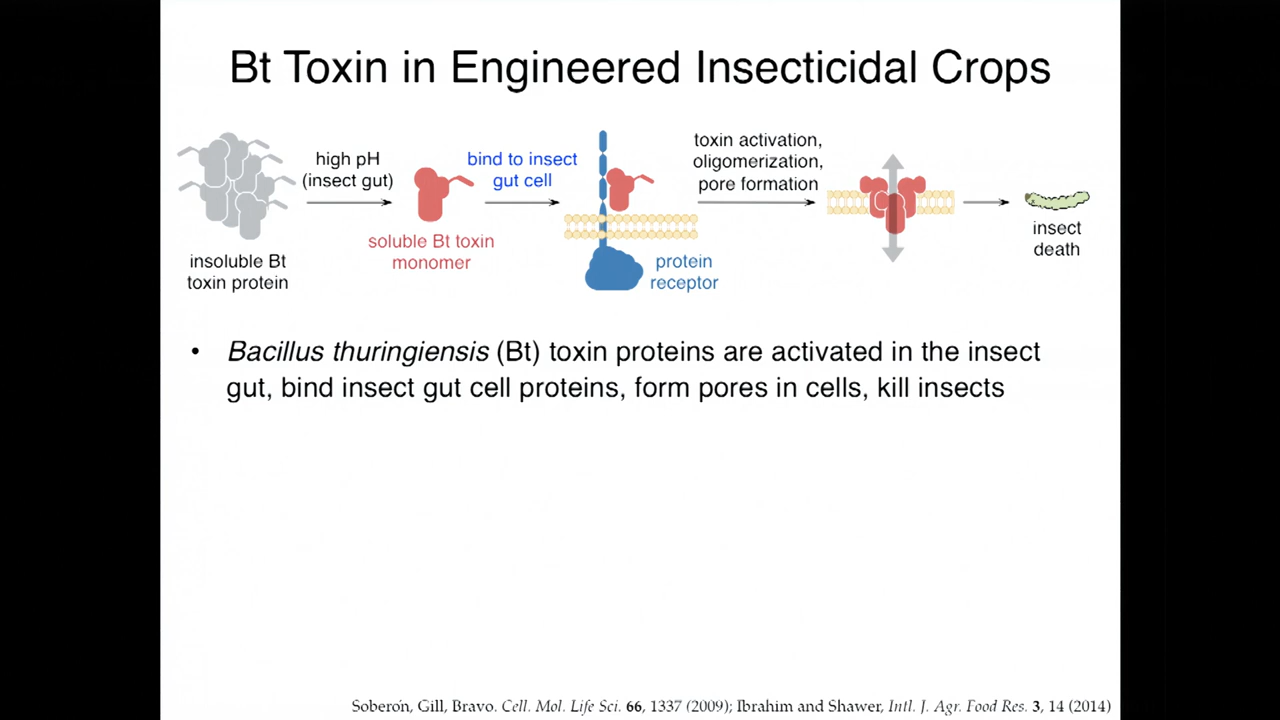 Bt Toxin in Engineered Insecticidal Crops
high pH
(insect gut)
bind to insect
gut cell
toxin activation,
oligomerization,
pore formation
insoluble Bt
toxin protein
soluble Bt toxin
monomer
protein
receptor
insect
death
• Bacillus thuringiensis (Bt) toxin proteins are activated in the insect
gut, bind insect gut cell proteins, form pores in cells, kill insects
Soberón, Gill, Bravo. Cell. Mol. Life Sci. 66, 1337 (2009); Ibrahim and Shawer, Intl. J. Agr. Food Res. 3, 14 (2014)